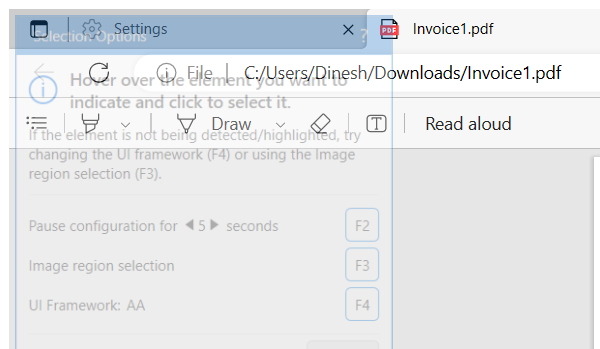 Settings
Invoice1.pdf
Selection Options ?
File C:/Users/Dinesh/Downloads/Invoice1.pdf
Hover over the element you want to
indicate and click to select it.
Draw Read aloud
If the element is not being detected/highlighted, try
changing the UI framework (F4) or using the Image
region selection (F3).
Pause configuration for 5 seconds F2
Image region selection F3
UI Framework: AA F4